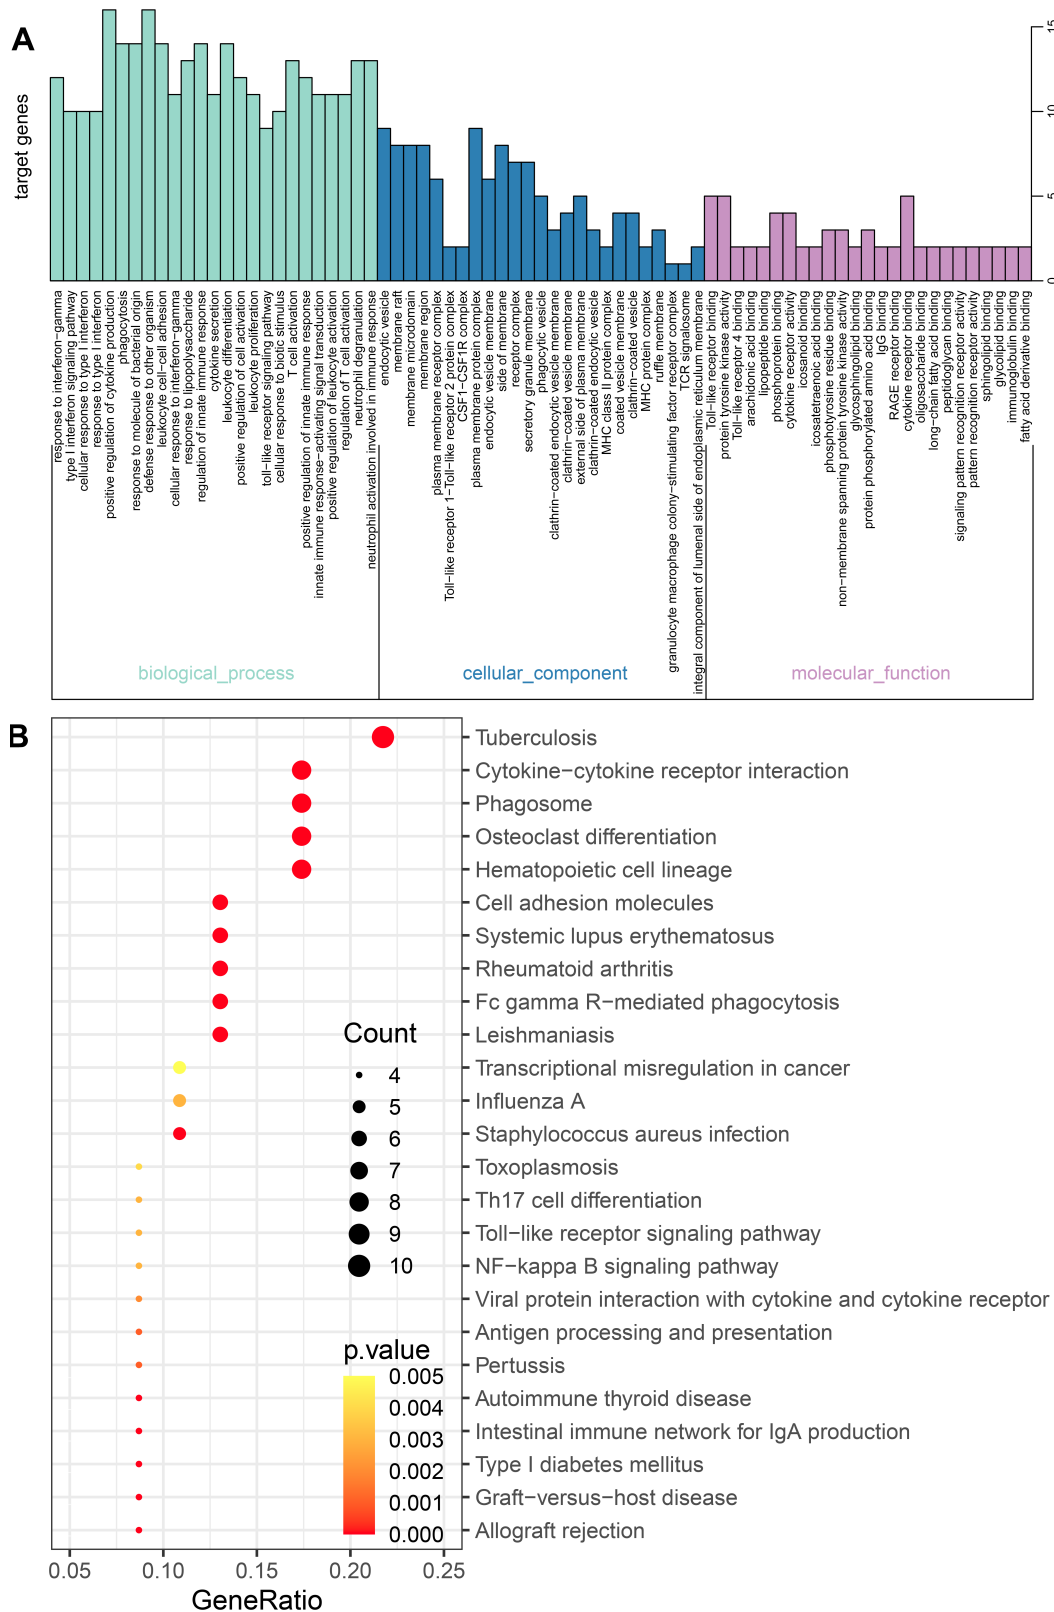 A
target genes
15
10
5
0
response to interferon−gamma
type I interferon signaling pathway
cellular response to type I interferon
response to type I interferon
positive regulation of cytokine production
phagocytosis
response to molecule of bacterial origin
defense response to other organism
leukocyte cell−cell adhesion
cellular response to interferon−gamma
response to lipopolysaccharide
regulation of innate immune response
cytokine secretion
leukocyte differentiation
positive regulation of cell activation
leukocyte proliferation
toll−like receptor signaling pathway
cellular response to biotic stimulus
T cell activation
positive regulation of innate immune response
innate immune response−activating signal transduction
positive regulation of leukocyte activation
regulation of T cell activation
neutrophil degranulation
neutrophil activation involved in immune response
endocytic vesicle
membrane raft
membrane microdomain
membrane region
plasma membrane receptor complex
Toll−like receptor 1−Toll−like receptor 2 protein complex
CSF1−CSF1R complex
plasma membrane protein complex
endocytic vesicle membrane
side of membrane
receptor complex
secretory granule membrane
phagocytic vesicle
clathrin−coated endocytic vesicle membrane
clathrin−coated vesicle membrane
external side of plasma membrane
clathrin−coated endocytic vesicle
MHC class II protein complex
coated vesicle membrane
clathrin−coated vesicle
MHC protein complex
ruffle membrane
granulocyte macrophage colony−stimulating factor receptor complex
TCR signalosome
integral component of lumenal side of endoplasmic reticulum membrane
Toll−like receptor binding
protein tyrosine kinase activity
Toll−like receptor 4 binding
arachidonic acid binding
lipopeptide binding
phosphoprotein binding
cytokine receptor activity
icosanoid binding
icosatetraenoic acid binding
phosphotyrosine residue binding
non−membrane spanning protein tyrosine kinase activity
glycosphingolipid binding
protein phosphorylated amino acid binding
IgG binding
RAGE receptor binding
cytokine receptor binding
oligosaccharide binding
long−chain fatty acid binding
peptidoglycan binding
signaling pattern recognition receptor activity
pattern recognition receptor activity
sphingolipid binding
glycolipid binding
immunoglobulin binding
fatty acid derivative binding
biological_process
cellular_component
molecular_function
B
Tuberculosis
Cytokine−cytokine receptor interaction
Phagosome
Osteoclast differentiation
Hematopoietic cell lineage
Cell adhesion molecules
Systemic lupus erythematosus
Rheumatoid arthritis
Fc gamma R−mediated phagocytosis
Leishmaniasis
Transcriptional misregulation in cancer
Influenza A
Staphylococcus aureus infection
Toxoplasmosis
Th17 cell differentiation
Toll−like receptor signaling pathway
NF−kappa B signaling pathway
Viral protein interaction with cytokine and cytokine receptor
Antigen processing and presentation
Pertussis
Autoimmune thyroid disease
Intestinal immune network for IgA production
Type I diabetes mellitus
Graft−versus−host disease
Allograft rejection
Count
4
5
6
7
8
9
10
p.value
0.005
0.004
0.003
0.002
0.001
0.000
0.05
0.10
0.15
0.20
0.25
GeneRatio